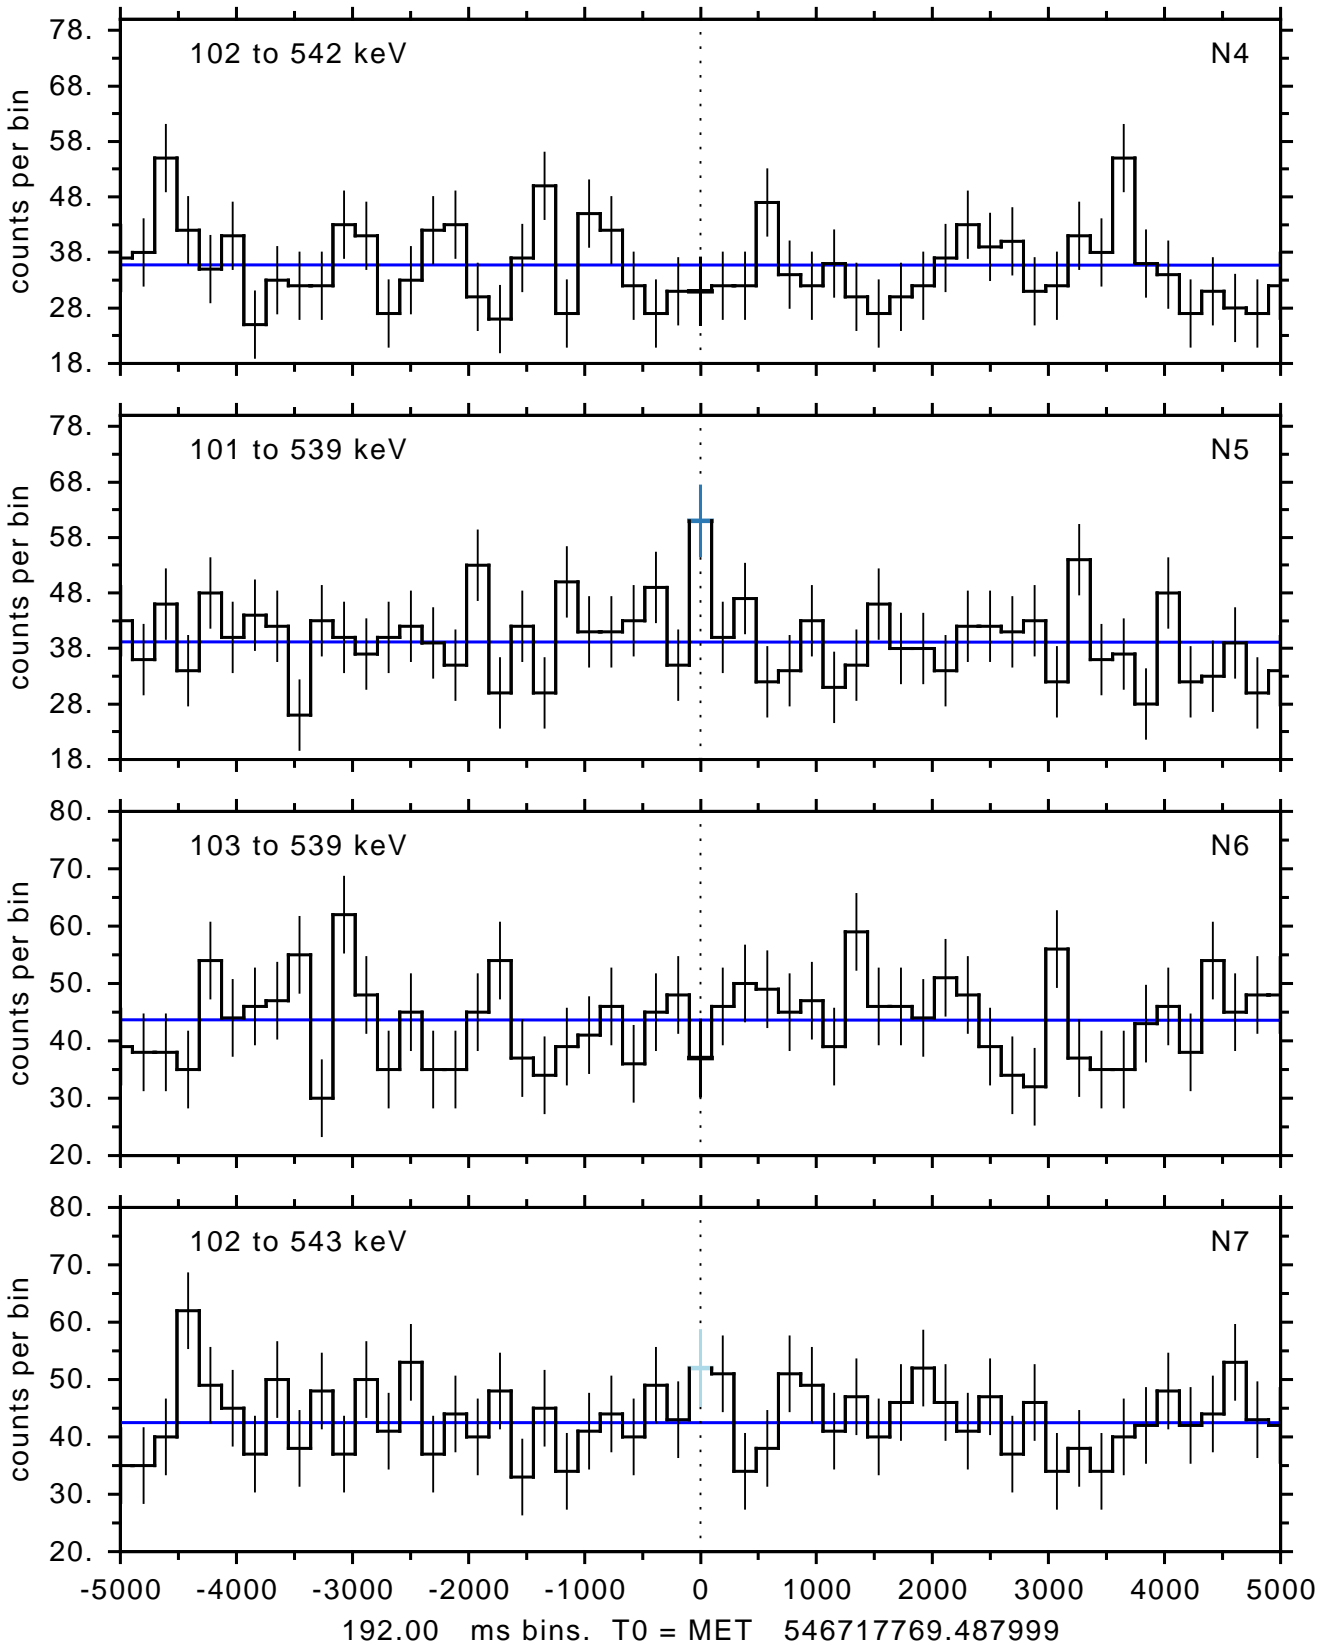 102 to 542 keV N4
counts per bin
78.
68.
58.
48.
38.
28.
18.
101 to 539 keV N5
counts per bin
78.
68.
58.
48.
38.
28.
18.
103 to 539 keV N6
counts per bin
80.
70.
60.
50.
40.
30.
20.
102 to 543 keV N7
counts per bin
80.
70.
60.
50.
40.
30.
20.
-5000 -4000 -3000 -2000 -1000 0 1000 2000 3000 4000 5000
192.00 ms bins. T0 = MET 546717769.487999